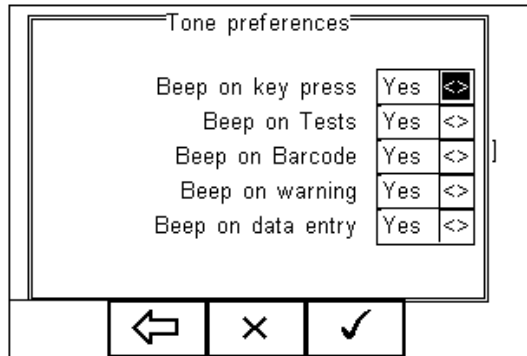 Tone preferences
Beep on key press Yes <>
Beep on Tests Yes <>
Beep on Barcode Yes <>
]
Beep on warning Yes <>
Beep on data entry Yes <>